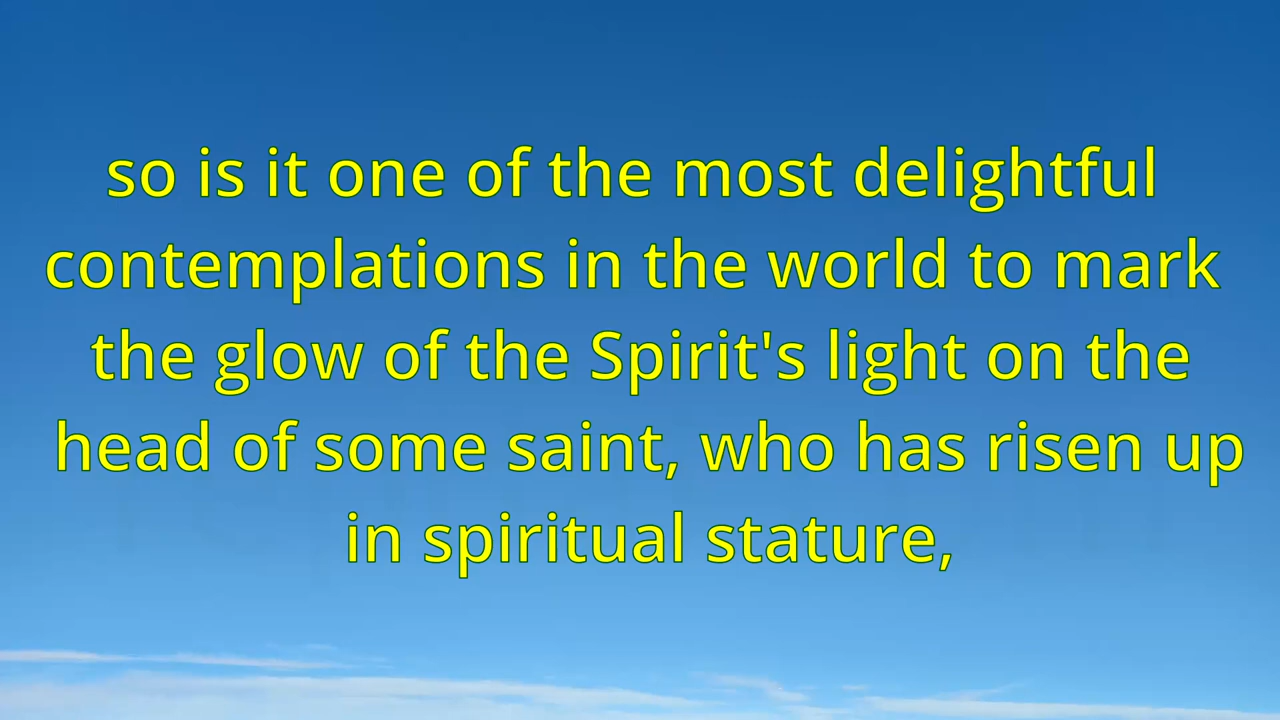 so is it one of the most delightful
contemplations in the world to mark
the glow of the Spirit's light on the
head of some saint, who has risen up
in spiritual stature,